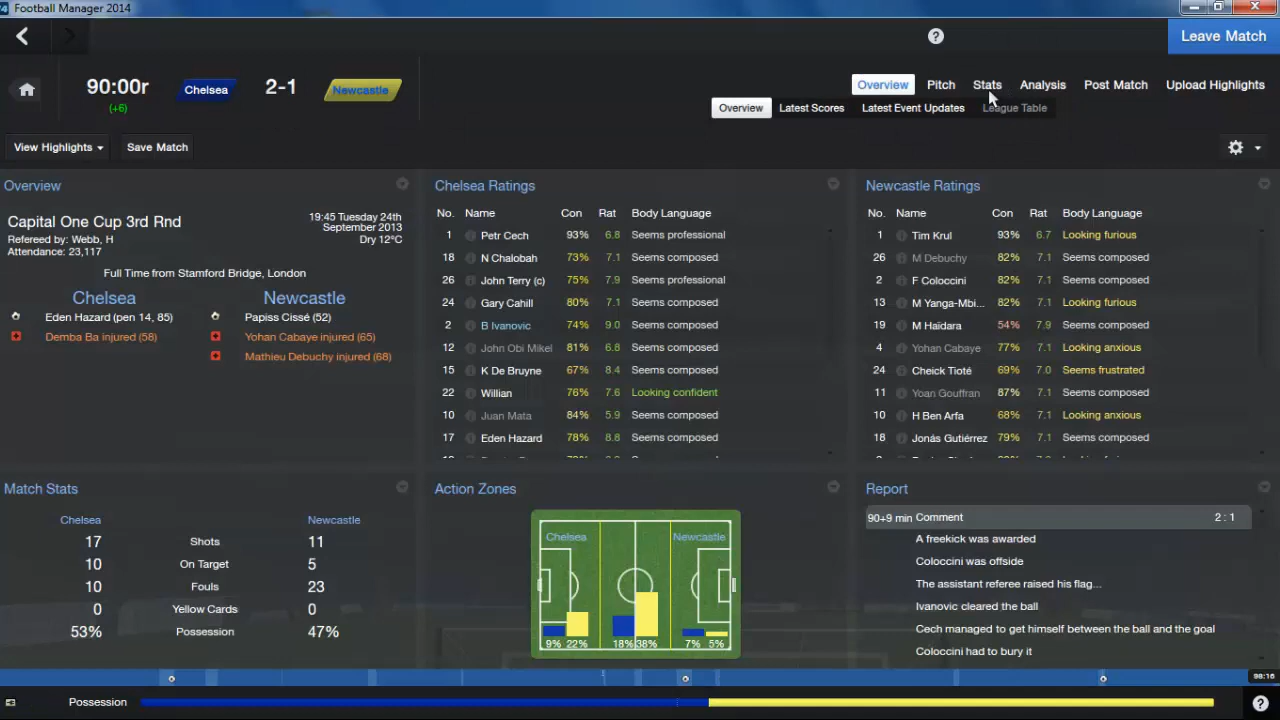 Football Manager 2014
Leave Match
90:00r
(+6)
Chelsea
2-1
Newcastle
Overview Pitch Stats Analysis Post Match Upload Highlights
Overview Latest Scores Latest Event Updates League Table
View Highlights Save Match
Overview
Capital One Cup 3rd Rnd
Refereed by: Webb, H
Attendance: 23,117
19:45 Tuesday 24th
September 2013
Dry 12°C
Full Time from Stamford Bridge, London
Chelsea Newcastle
Eden Hazard (pen 14, 85) Papiss Cissé (52)
Demba Ba injured (58) Yohan Cabaye injured (65)
Mathieu Debuchy injured (68)
Chelsea Ratings
No. Name Con Rat Body Language
1 Petr Cech 93% 6.8 Seems professional
18 N Chalobah 73% 7.1 Seems composed
26 John Terry (c) 75% 7.9 Seems professional
24 Gary Cahill 80% 7.1 Seems composed
2 B Ivanovic 74% 9.0 Seems composed
12 John Obi Mikel 81% 6.8 Seems composed
15 K De Bruyne 67% 8.4 Seems composed
22 Willian 76% 7.6 Looking confident
10 Juan Mata 84% 5.9 Seems composed
17 Eden Hazard 78% 8.8 Seems composed
Newcastle Ratings
No. Name Con Rat Body Language
1 Tim Krul 93% 6.7 Looking furious
26 M Debuchy 82% 7.1 Seems composed
2 F Coloccini 82% 7.1 Seems composed
13 M Yanga-Mbi... 82% 7.1 Looking furious
19 M Haïdara 54% 7.9 Seems composed
4 Yohan Cabaye 77% 7.1 Looking anxious
24 Cheick Tioté 69% 7.0 Seems frustrated
11 Yoan Gouffran 87% 7.1 Seems composed
10 H Ben Arfa 68% 7.1 Looking anxious
18 Jonás Gutiérrez 79% 7.1 Seems composed
Match Stats
Chelsea Newcastle
17 Shots 11
10 On Target 5
10 Fouls 23
0 Yellow Cards 0
53% Possession 47%
Action Zones
Chelsea Newcastle
9% 22% 18% 38% 7% 5%
Report
90+9 min Comment 2 : 1
A freekick was awarded
Coloccini was offside
The assistant referee raised his flag...
Ivanovic cleared the ball
Cech managed to get himself between the ball and the goal
Coloccini had to bury it
98:16
Possession